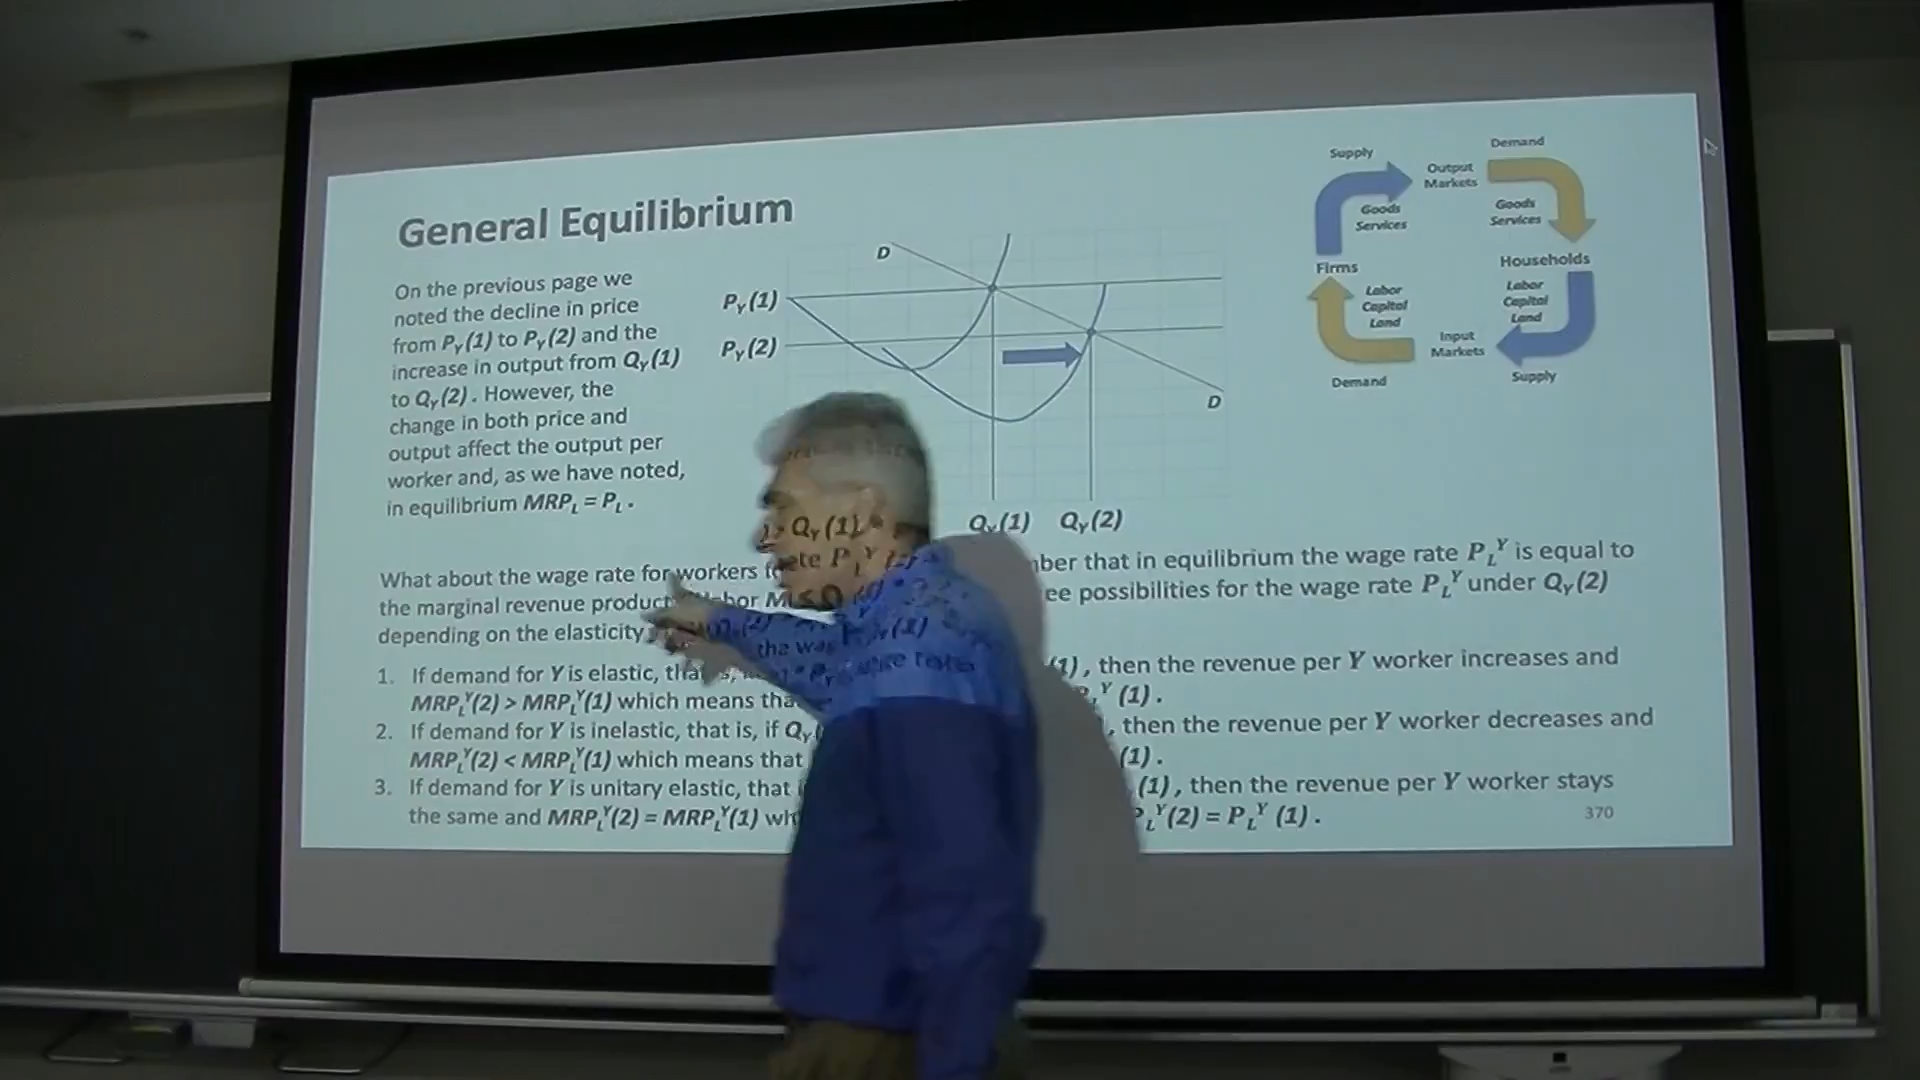 General Equilibrium
On the previous page we
noted the decline in price
from PY(1) to PY(2) and the
increase in output from QY(1)
to QY(2). However, the
change in both price and
output affect the output per
worker and, as we have noted,
in equilibrium MRPL = PL.
D
PY(1)
PY(2)
D
QY(1) QY(2)
Supply
Demand
Output
Markets
Goods
Services
Goods
Services
Firms
Households
Labor
Capital
Land
Labor
Capital
Land
Input
Markets
Demand
Supply
What about the wage rate for workers that in equilibrium the wage rate PLY is equal to
the marginal revenue product possibilities for the wage rate PLY under QY(2)
depending on the elasticity
1. If demand for Y is elastic, (1), then the revenue per Y worker increases and
MRPLY(2) > MRPLY(1) which means (1).
2. If demand for Y is inelastic, that is, if , then the revenue per Y worker decreases and
MRPLY(2) < MRPLY(1) which means that (1).
3. If demand for Y is unitary elastic, that (1), then the revenue per Y worker stays
the same and MRPLY(2) = MRPLY(1) PLY(2) = PLY (1).
370